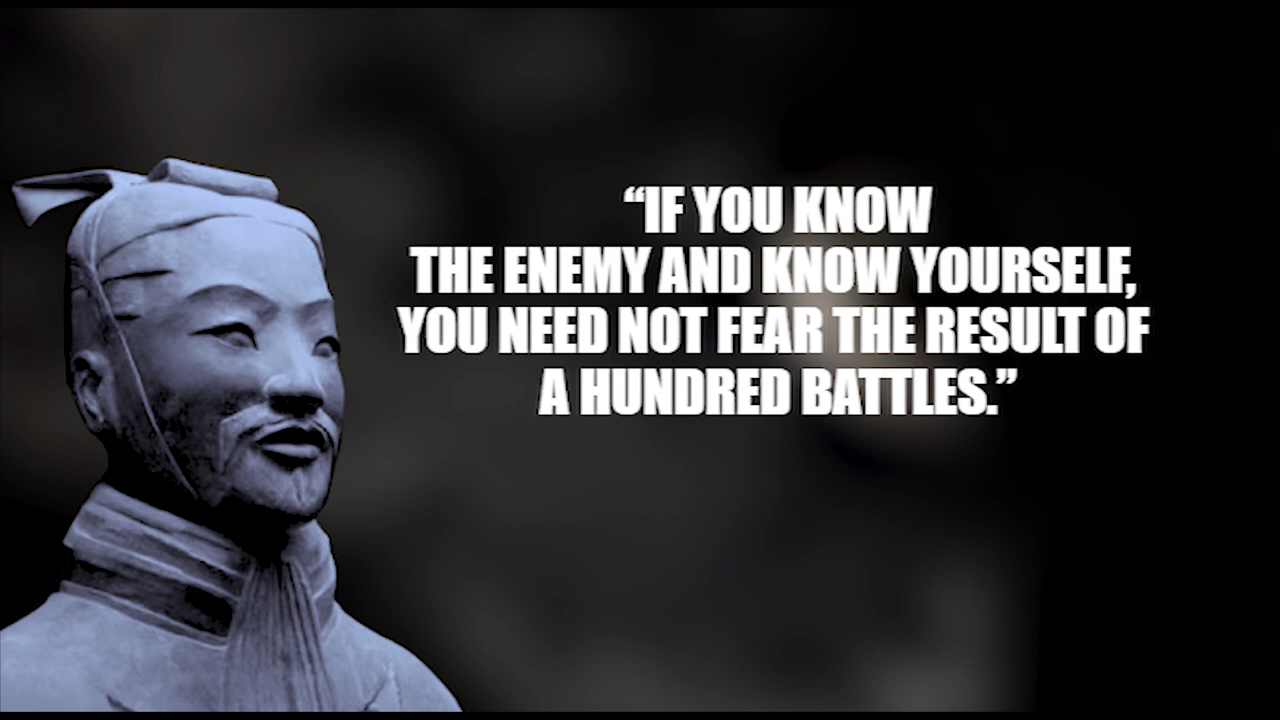 “IF YOU KNOW
THE ENEMY AND KNOW YOURSELF,
YOU NEED NOT FEAR THE RESULT OF
A HUNDRED BATTLES.”